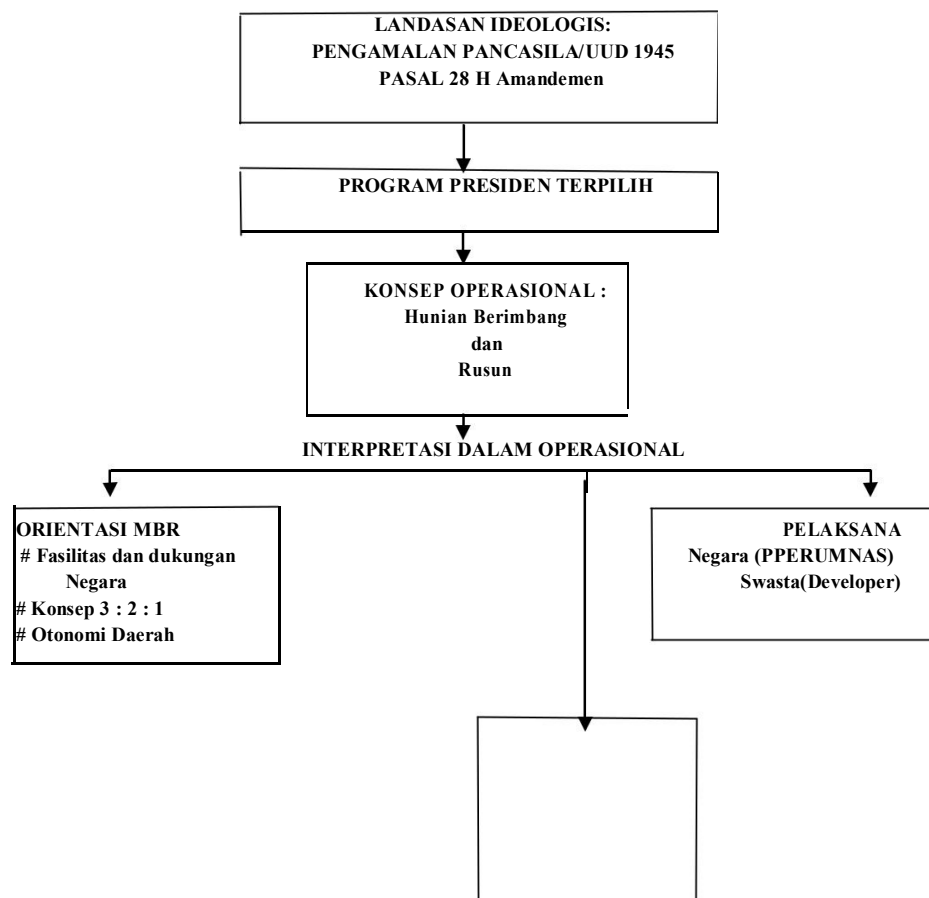 LANDASAN IDEOLOGIS:
PENGAMALAN PANCASILA/UUD 1945
PASAL 28 H Amandemen
PROGRAM PRESIDEN TERPILIH
KONSEP OPERASIONAL :
Hunian Berimbang
dan
Rusun
INTERPRETASI DALAM OPERASIONAL
ORIENTASI MBR
# Fasilitas dan dukungan
Negara
# Konsep 3 : 2 : 1
# Otonomi Daerah
PELAKSANA
Negara (PPERUMNAS)
Swasta(Developer)